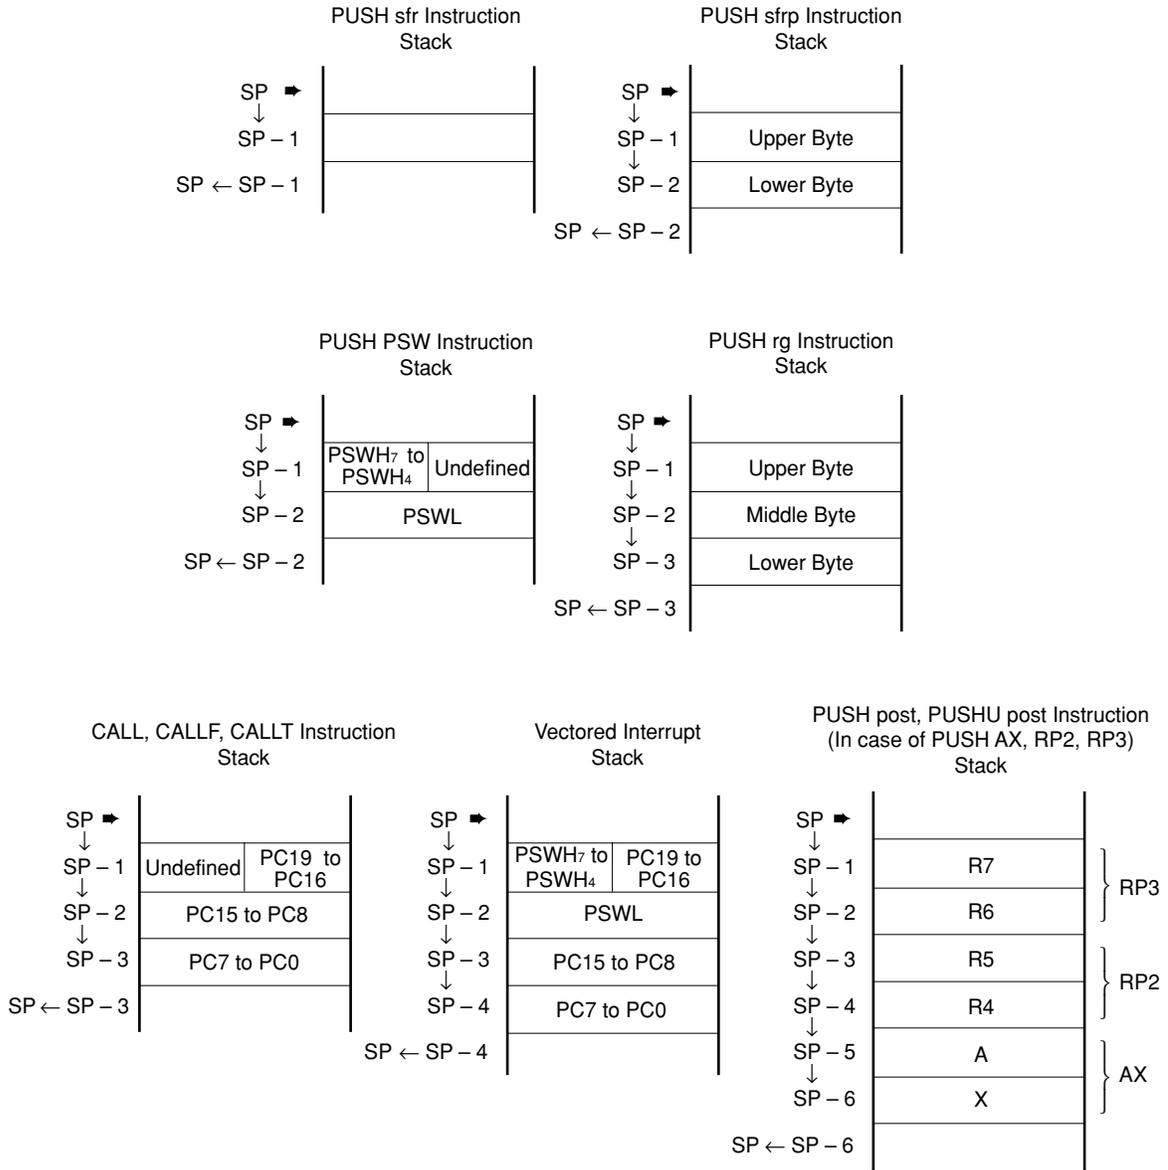 PUSH sfr Instruction
Stack
SP
SP – 1
SP ← SP – 1
PUSH sfrp Instruction
Stack
SP
SP – 1
Upper Byte
SP – 2
Lower Byte
SP ← SP – 2
PUSH PSW Instruction
Stack
SP
SP – 1
PSWH7 to
PSWH4
Undefined
SP – 2
PSWL
SP ← SP – 2
PUSH rg Instruction
Stack
SP
SP – 1
Upper Byte
SP – 2
Middle Byte
SP – 3
Lower Byte
SP ← SP – 3
CALL, CALLF, CALLT Instruction
Stack
SP
SP – 1
Undefined
PC19 to
PC16
SP – 2
PC15 to PC8
SP – 3
PC7 to PC0
SP ← SP – 3
Vectored Interrupt
Stack
SP
SP – 1
PSWH7 to
PSWH4
PC19 to
PC16
SP – 2
PSWL
SP – 3
PC15 to PC8
SP – 4
PC7 to PC0
SP ← SP – 4
PUSH post, PUSHU post Instruction
(In case of PUSH AX, RP2, RP3)
Stack
SP
SP – 1
R7
SP – 2
R6
RP3
SP – 3
R5
SP – 4
R4
RP2
SP – 5
A
SP – 6
X
AX
SP ← SP – 6